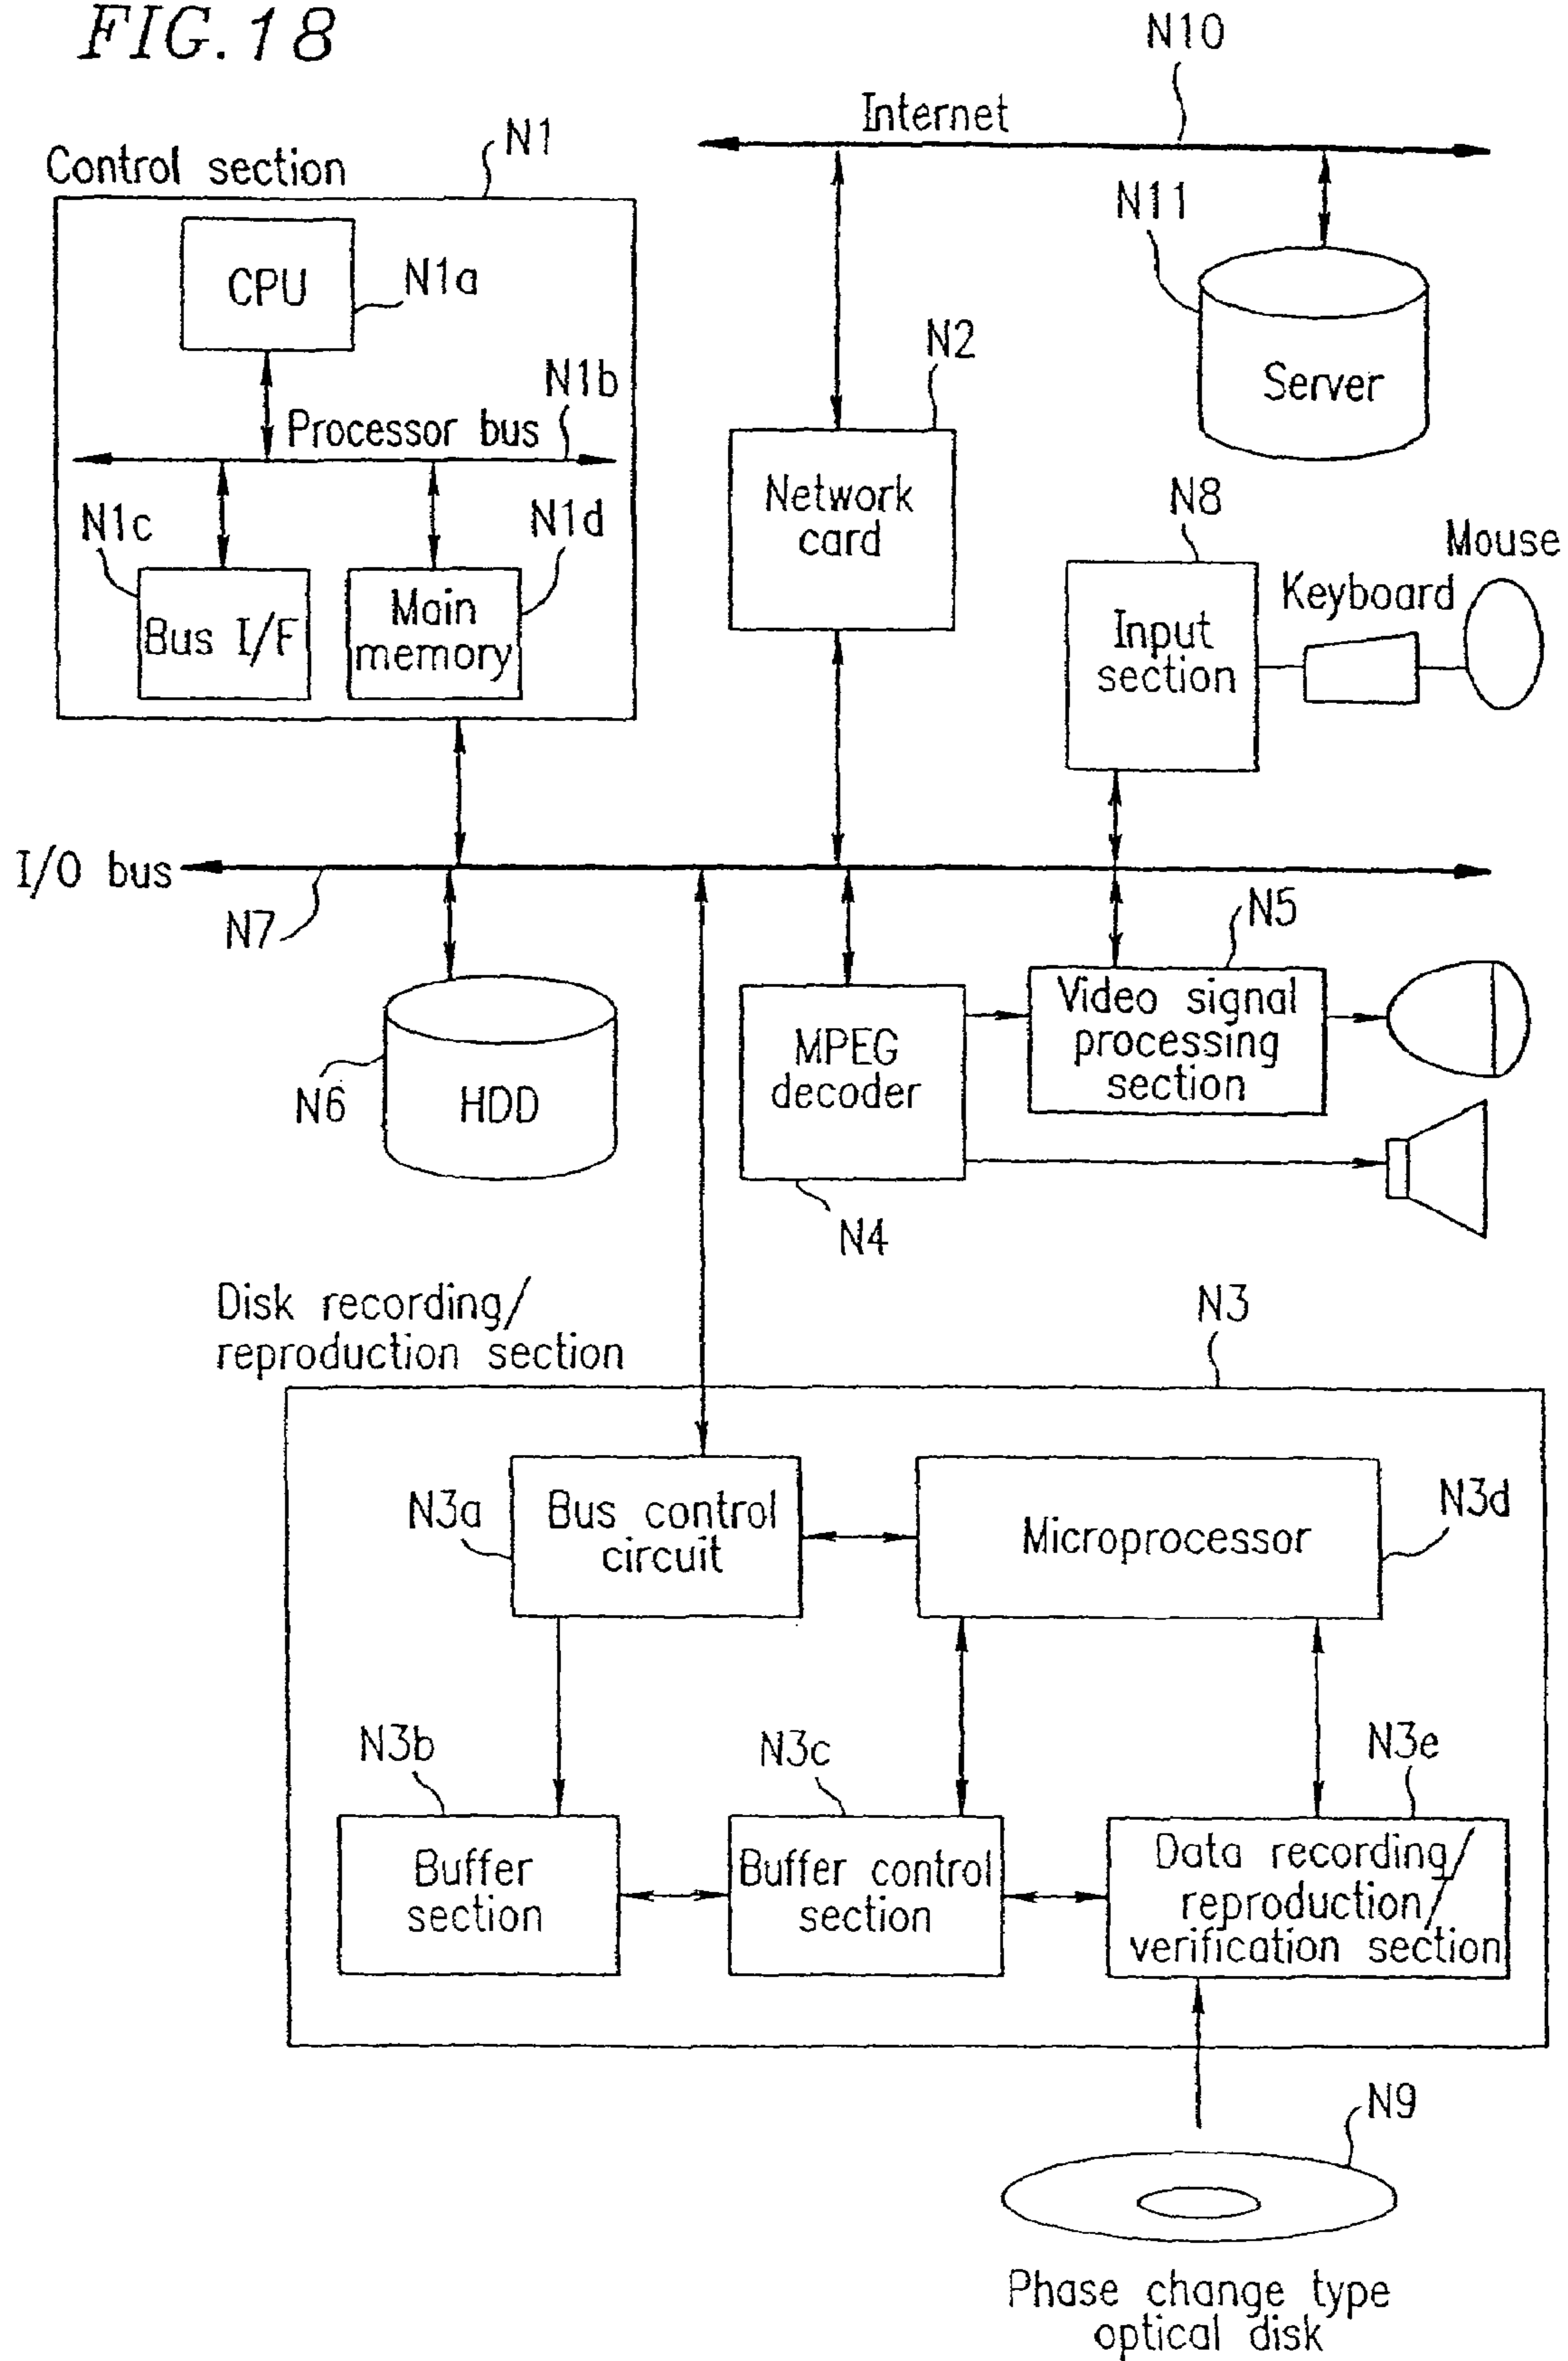 FIG.18
N10
Internet
N1
Control section
N11
CPU
N1a
Server
N2
N1b
Processor bus
Network
card
N8
N1c
N1d
Mouse
Keyboard
Bus I/F
Main
memory
Input
section
I/O bus
N7
N5
Video signal
processing
section
MPEG
decoder
N6
HDD
N4
Disk recording/
reproduction section
N3
N3a
Bus control
circuit
Microprocessor
N3d
N3b
N3c
N3e
Buffer
section
Buffer control
section
Data recording/
reproduction/
verification section
N9
Phase change type
optical disk